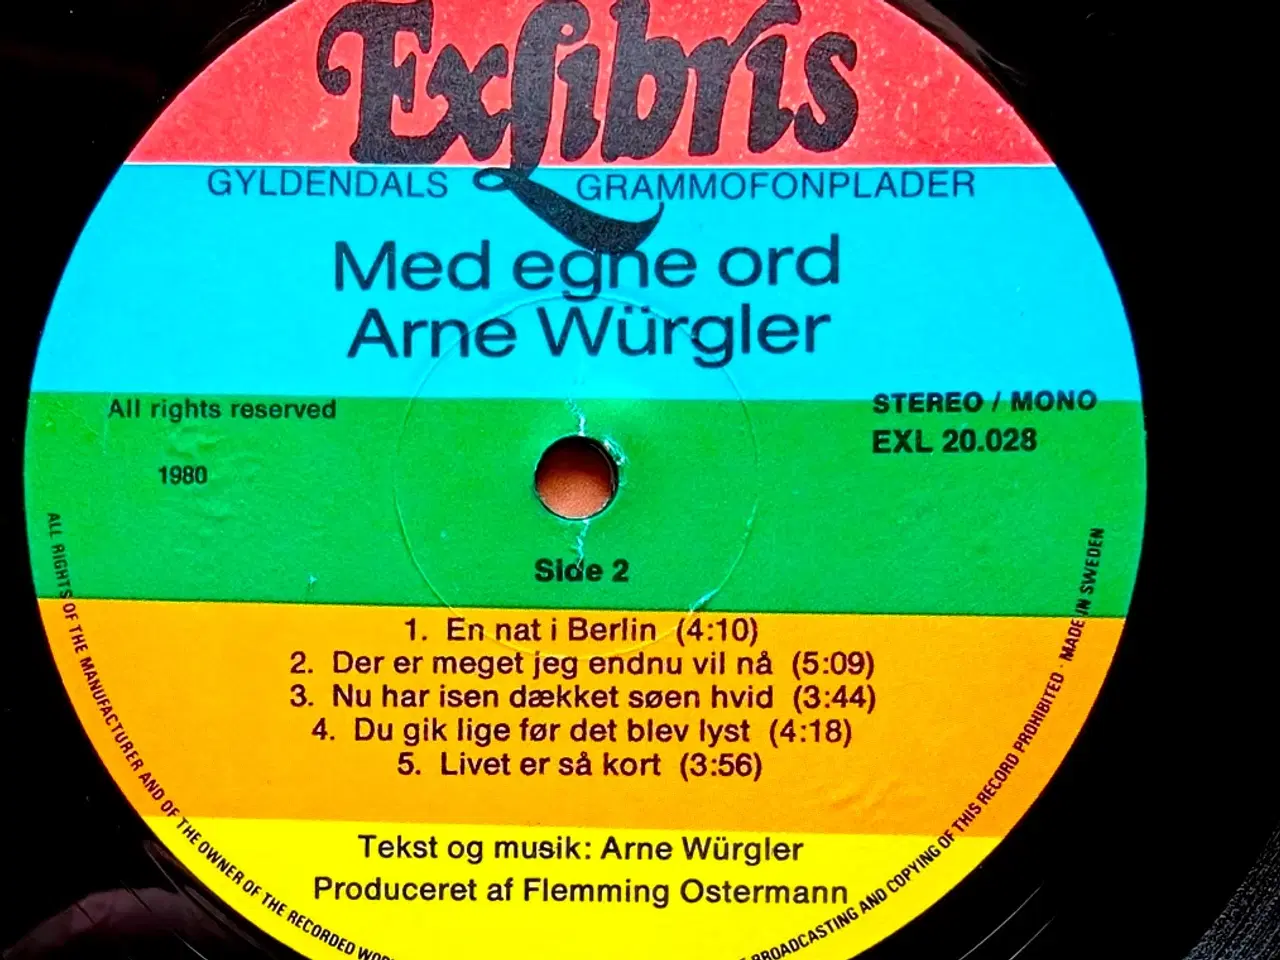 Exlibris
GYLDENDALS GRAMMOFONPLADER
Med egne ord
Arne Würgler
All rights reserved
1980
STEREO / MONO
EXL 20.028
Side 2
1. En nat i Berlin (4:10)
2. Der er meget jeg endnu vil nå (5:09)
3. Nu har isen dækket søen hvid (3:44)
4. Du gik lige før det blev lyst (4:18)
5. Livet er så kort (3:56)
Tekst og musik: Arne Würgler
Produceret af Flemming Ostermann
ALL RIGHTS OF THE MANUFACTURER AND OF THE OWNER OF THE RECORDED
BROADCASTING AND COPYING OF THIS RECORD PROHIBITED · MADE IN SWEDEN